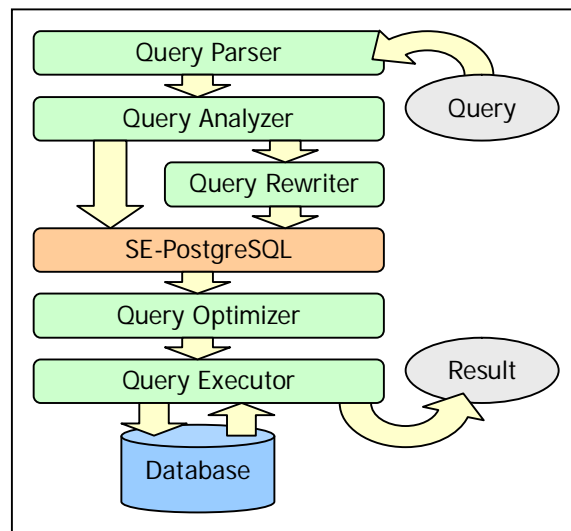 Query Parser
Query
Query Analyzer
Query Rewriter
SE-PostgreSQL
Query Optimizer
Query Executor
Result
Database